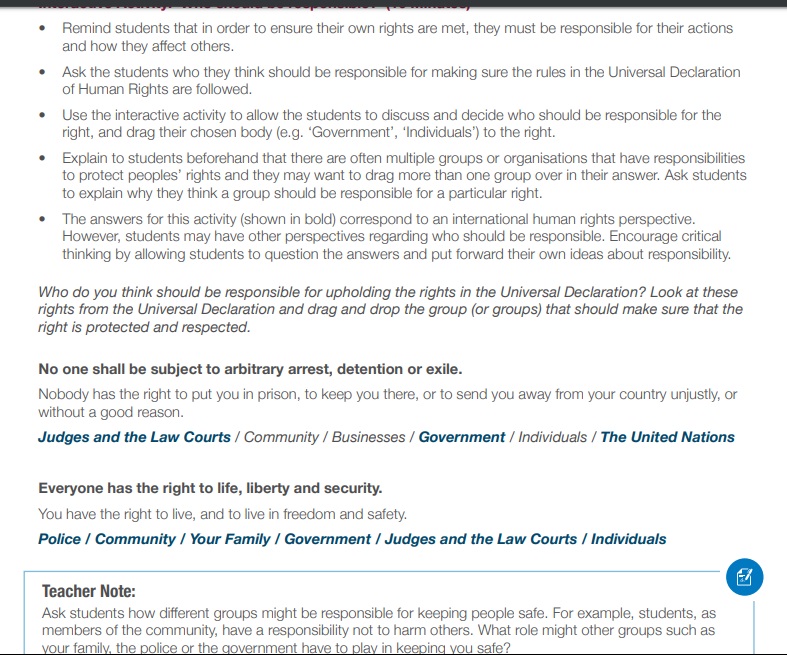 Interactive Activity: 'Who should be responsible?' (15 minutes)
• Remind students that in order to ensure their own rights are met, they must be responsible for their actions
and how they affect others.
• Ask the students who they think should be responsible for making sure the rules in the Universal Declaration
of Human Rights are followed.
• Use the interactive activity to allow the students to discuss and decide who should be responsible for the
right, and drag their chosen body (e.g. ‘Government’, ‘Individuals’) to the right.
• Explain to students beforehand that there are often multiple groups or organisations that have responsibilities
to protect peoples’ rights and they may want to drag more than one group over in their answer. Ask students
to explain why they think a group should be responsible for a particular right.
• The answers for this activity (shown in bold) correspond to an international human rights perspective.
However, students may have other perspectives regarding who should be responsible. Encourage critical
thinking by allowing students to question the answers and put forward their own ideas about responsibility.
Who do you think should be responsible for upholding the rights in the Universal Declaration? Look at these
rights from the Universal Declaration and drag and drop the group (or groups) that should make sure that the
right is protected and respected.
No one shall be subject to arbitrary arrest, detention or exile.
Nobody has the right to put you in prison, to keep you there, or to send you away from your country unjustly, or
without a good reason.
Judges and the Law Courts / Community / Businesses / Government / Individuals / The United Nations
Everyone has the right to life, liberty and security.
You have the right to live, and to live in freedom and safety.
Police / Community / Your Family / Government / Judges and the Law Courts / Individuals
Teacher Note:
Ask students how different groups might be responsible for keeping people safe. For example, students, as
members of the community, have a responsibility not to harm others. What role might other groups such as
your family, the police or the government have to play in keeping you safe?